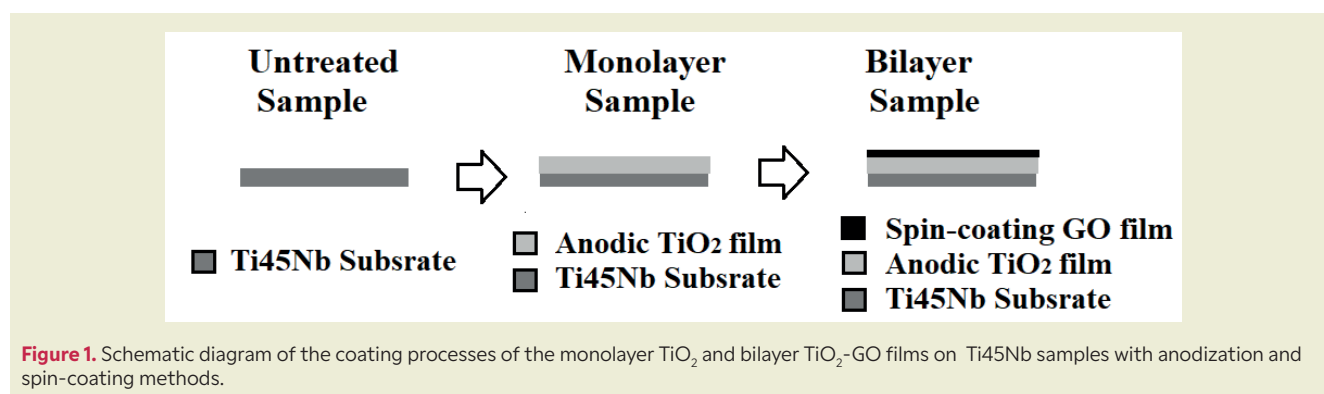 Untreated
Sample
Monolayer
Sample
Bilayer
Sample
Ti45Nb Subsrate
Anodic TiO2 film
Ti45Nb Subsrate
Spin-coating GO film
Anodic TiO2 film
Ti45Nb Subsrate
Figure 1. Schematic diagram of the coating processes of the monolayer TiO2 and bilayer TiO2-GO films on Ti45Nb samples with anodization and
spin-coating methods.